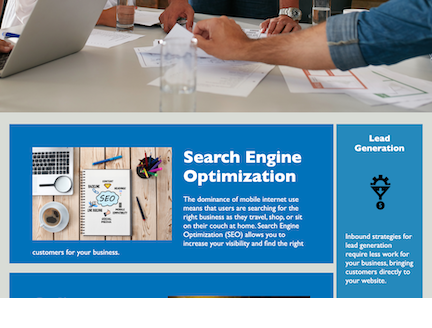 Search Engine
Optimization
The dominance of mobile internet use
means that users are searching for the
right business as they travel, shop, or sit
on their couch at home. Search Engine
Optimization (SEO) allows you to
increase your visibility and find the right
customers for your business.
SEO
Lead
Generation
Inbound strategies for
lead generation
require less work for
your business, bringing
customers directly to
your website.